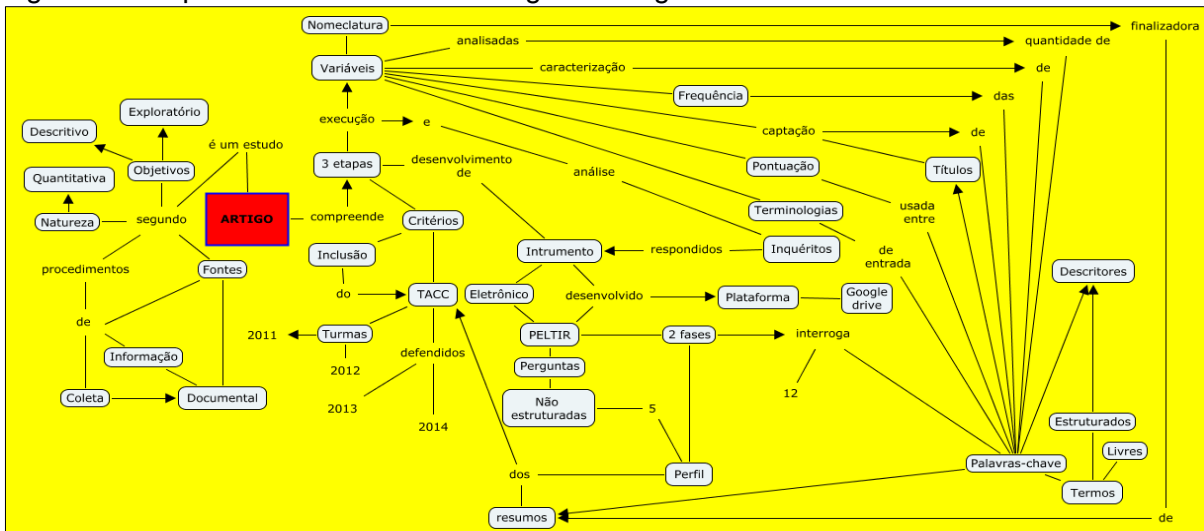 Nomeclatura
finalizadora
analisadas
quantidade de
Variáveis
caracterização
de
Frequência
das
Exploratório
Descritivo
execução
e
captação
de
é um estudo
Objetivos
3 etapas
desenvolvimento
de
análise
Pontuação
Títulos
Quantitativa
Natureza
segundo
ARTIGO
compreende
Critérios
Terminologias
usada
entre
Inclusão
Intrumento
respondidos
Inquéritos
de
entrada
procedimentos
Fontes
Descritores
do
TACC
Eletrônico
desenvolvido
Plataforma
Google
drive
de
2011
Turmas
defendidos
PELTIR
2 fases
interroga
Informação
2012
Perguntas
Coleta
Documental
2013
2014
Não
estruturadas
5
12
Estruturados
Livres
Palavras-chave
dos
Perfil
Termos
resumos
de